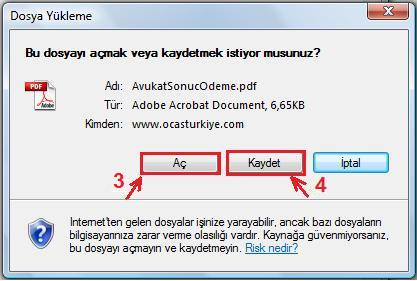 Dosya Yükleme
Bu dosyayı açmak veya kaydetmek istiyor musunuz?
PDF
Adobe
Adı: AvukatSonucOdeme.pdf
Tür: Adobe Acrobat Document, 6,65KB
Kimden: www.ocasturkiye.com
Aç Kaydet İptal
3 4
Internet'ten gelen dosyalar işinize yarayabilir, ancak bazı dosyaların
bilgisayarınıza zarar verme olasılığı vardır. Kaynağa güvenmiyorsanız,
bu dosyayı açmayın ve kaydetmeyin. Risk nedir?